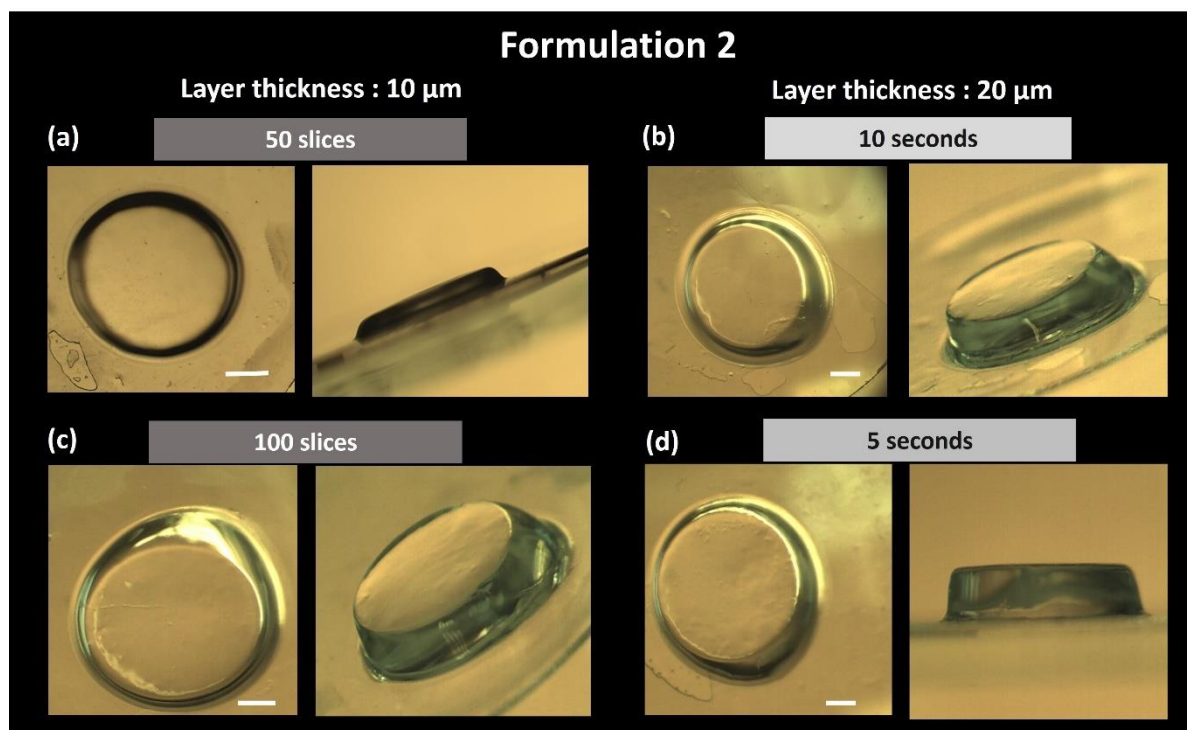 Formulation 2
Layer thickness : 10 µm
Layer thickness : 20 µm
(a)
50 slices
(b)
10 seconds
(c)
100 slices
(d)
5 seconds